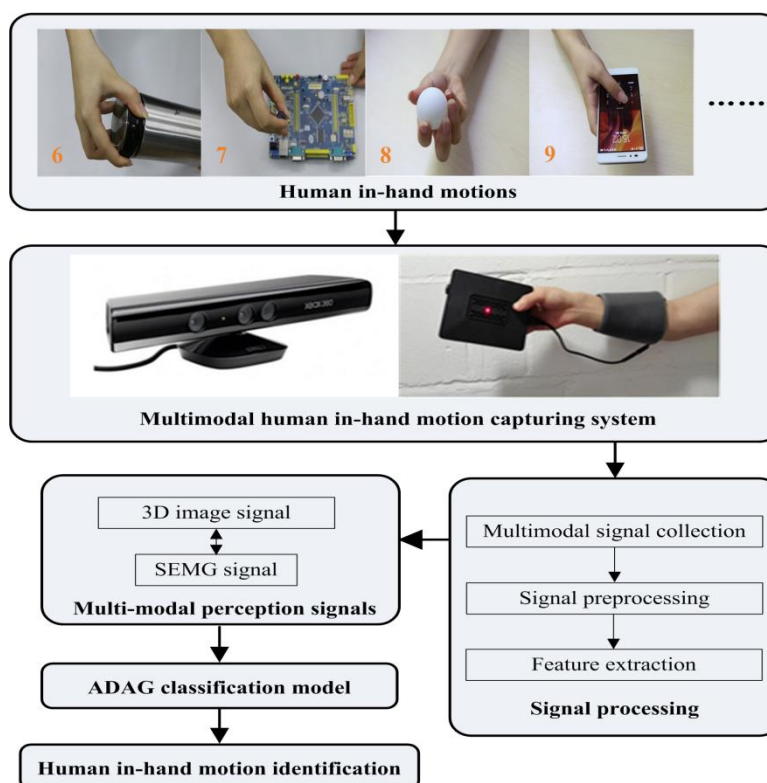 6
7
8
9
15:02
Human in-hand motions
XBOX 360
Multimodal human in-hand motion capturing system
3D image signal
SEMG signal
Multi-modal perception signals
Multimodal signal collection
Signal preprocessing
Feature extraction
Signal processing
ADAG classification model
Human in-hand motion identification